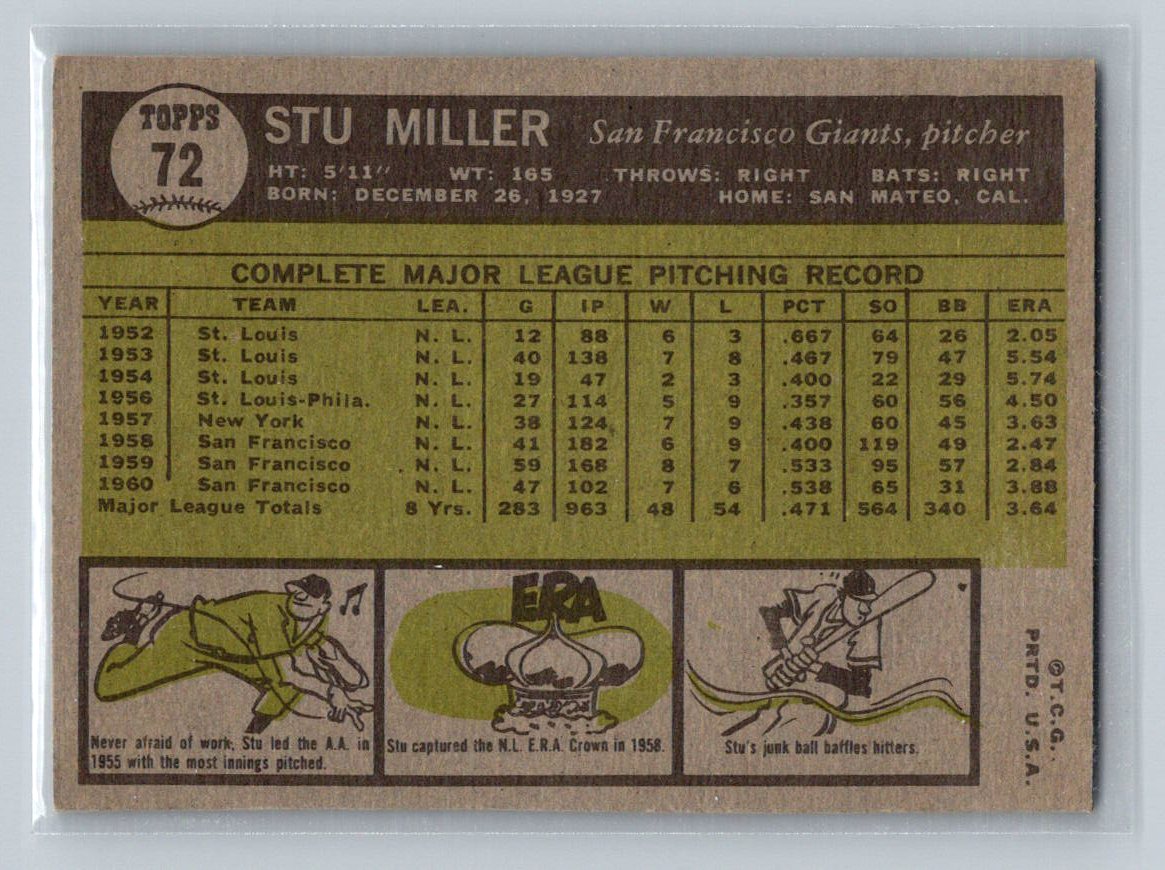 TOPPS
72
STU MILLER San Francisco Giants, pitcher
HT: 5'11" WT: 165 THROWS: RIGHT BATS: RIGHT
BORN: DECEMBER 26, 1927 HOME: SAN MATEO, CAL.
COMPLETE MAJOR LEAGUE PITCHING RECORD
YEAR TEAM LEA. G IP W L PCT SO BB ERA
1952 St. Louis N. L. 12 88 6 3 .667 64 26 2.05
1953 St. Louis N. L. 40 138 7 8 .467 79 47 5.54
1954 St. Louis N. L. 19 47 2 3 .400 22 29 5.74
1956 St. Louis-Phila. N. L. 27 114 5 9 .357 60 56 4.50
1957 New York N. L. 38 124 7 9 .438 60 45 3.63
1958 San Francisco N. L. 41 182 6 9 .400 119 49 2.47
1959 San Francisco N. L. 59 168 8 7 .533 95 57 2.84
1960 San Francisco N. L. 47 102 7 6 .538 65 31 3.88
Major League Totals 8 Yrs. 283 963 48 54 .471 564 340 3.64
Never afraid of work, Stu led the A.A. in
1955 with the most innings pitched.
ERA
Stu captured the N.L. E.R.A. Crown in 1958.
Stu's junk ball baffles hitters.
©T.C.G.
PRTD. U.S.A.